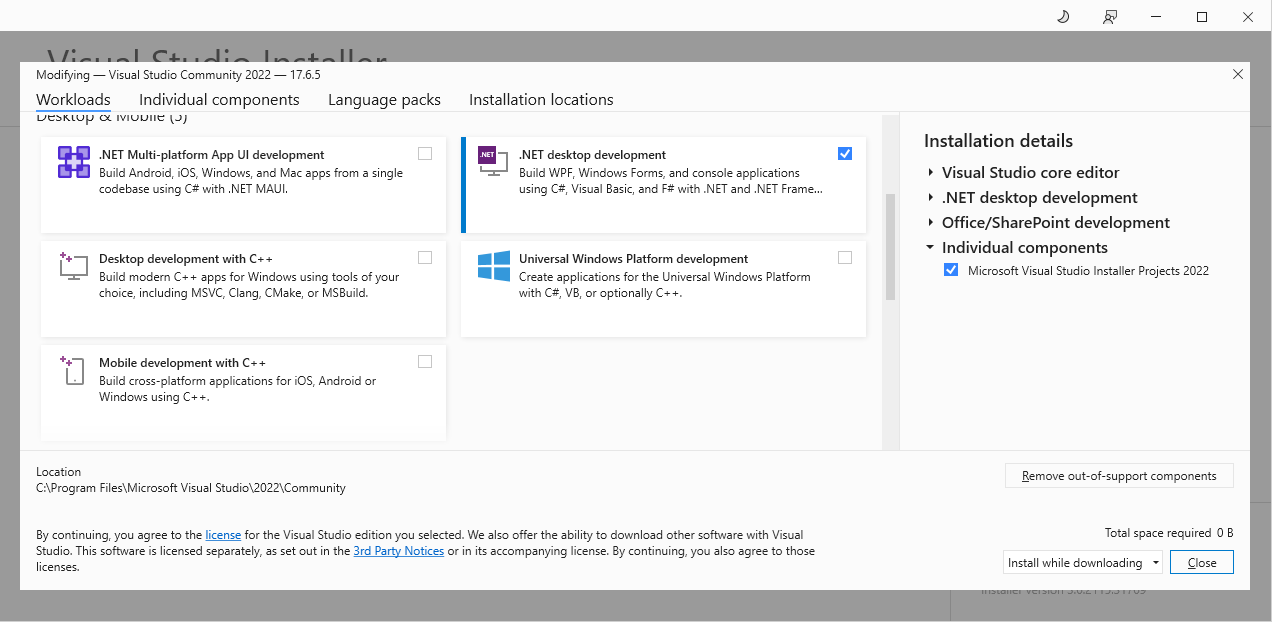 Visual Studio Installer
Modifying — Visual Studio Community 2022 — 17.6.5
Workloads
Individual components
Language packs
Installation locations
Desktop & Mobile (5)
.NET Multi-platform App UI development
Build Android, iOS, Windows, and Mac apps from a single
codebase using C# with .NET MAUI.
.NET
.NET desktop development
Build WPF, Windows Forms, and console applications
using C#, Visual Basic, and F# with .NET and .NET Frame...
Desktop development with C++
Build modern C++ apps for Windows using tools of your
choice, including MSVC, Clang, CMake, or MSBuild.
Universal Windows Platform development
Create applications for the Universal Windows Platform
with C#, VB, or optionally C++.
Mobile development with C++
Build cross-platform applications for iOS, Android or
Windows using C++.
Installation details
Visual Studio core editor
.NET desktop development
Office/SharePoint development
Individual components
Microsoft Visual Studio Installer Projects 2022
Location
C:\Program Files\Microsoft Visual Studio\2022\Community
Remove out-of-support components
By continuing, you agree to the license for the Visual Studio edition you selected. We also offer the ability to download other software with Visual
Studio. This software is licensed separately, as set out in the 3rd Party Notices or in its accompanying license. By continuing, you also agree to those
licenses.
Total space required 0 B
Install while downloading
Close
Installer version